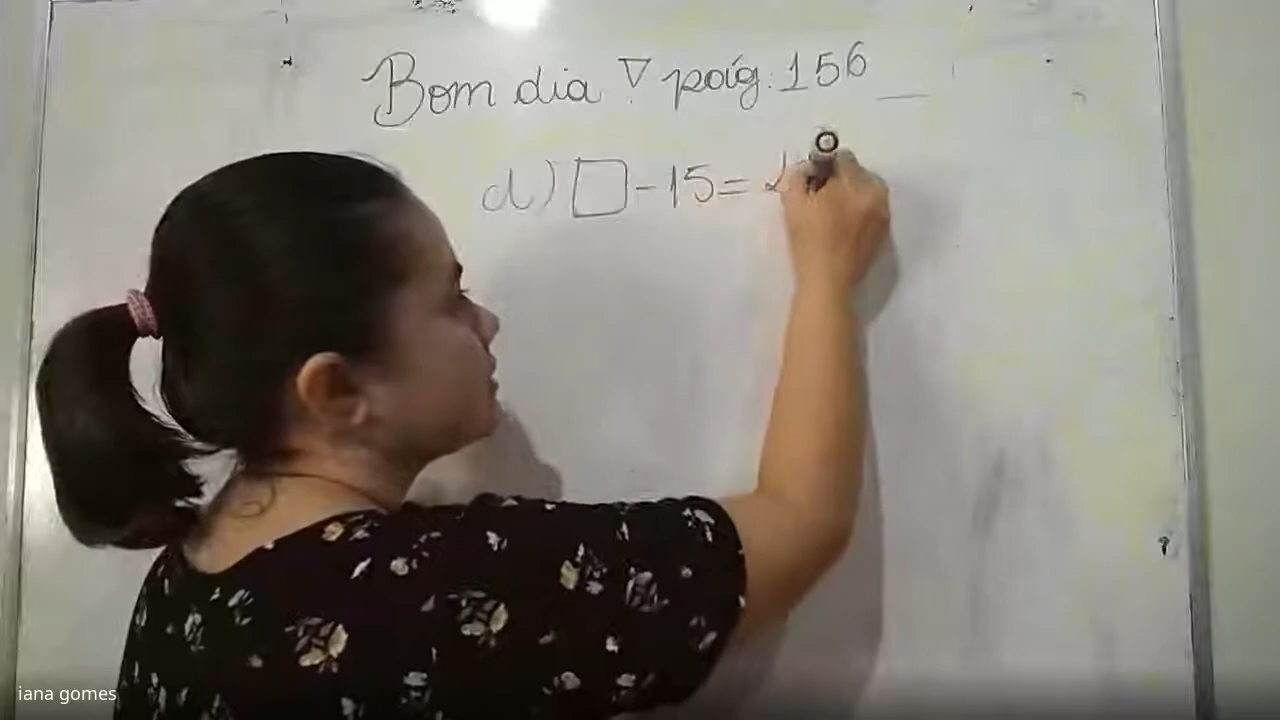 Bom dia ! pág. 156
d) □ - 15 =
iana gomes